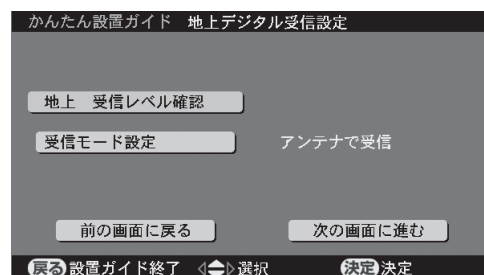 かんたん設置ガイド 地上デジタル受信設定
地上 受信レベル確認
受信モード設定 アンテナで受信
前の画面に戻る 次の画面に進む
戻る 設置ガイド終了 選択 決定 決定